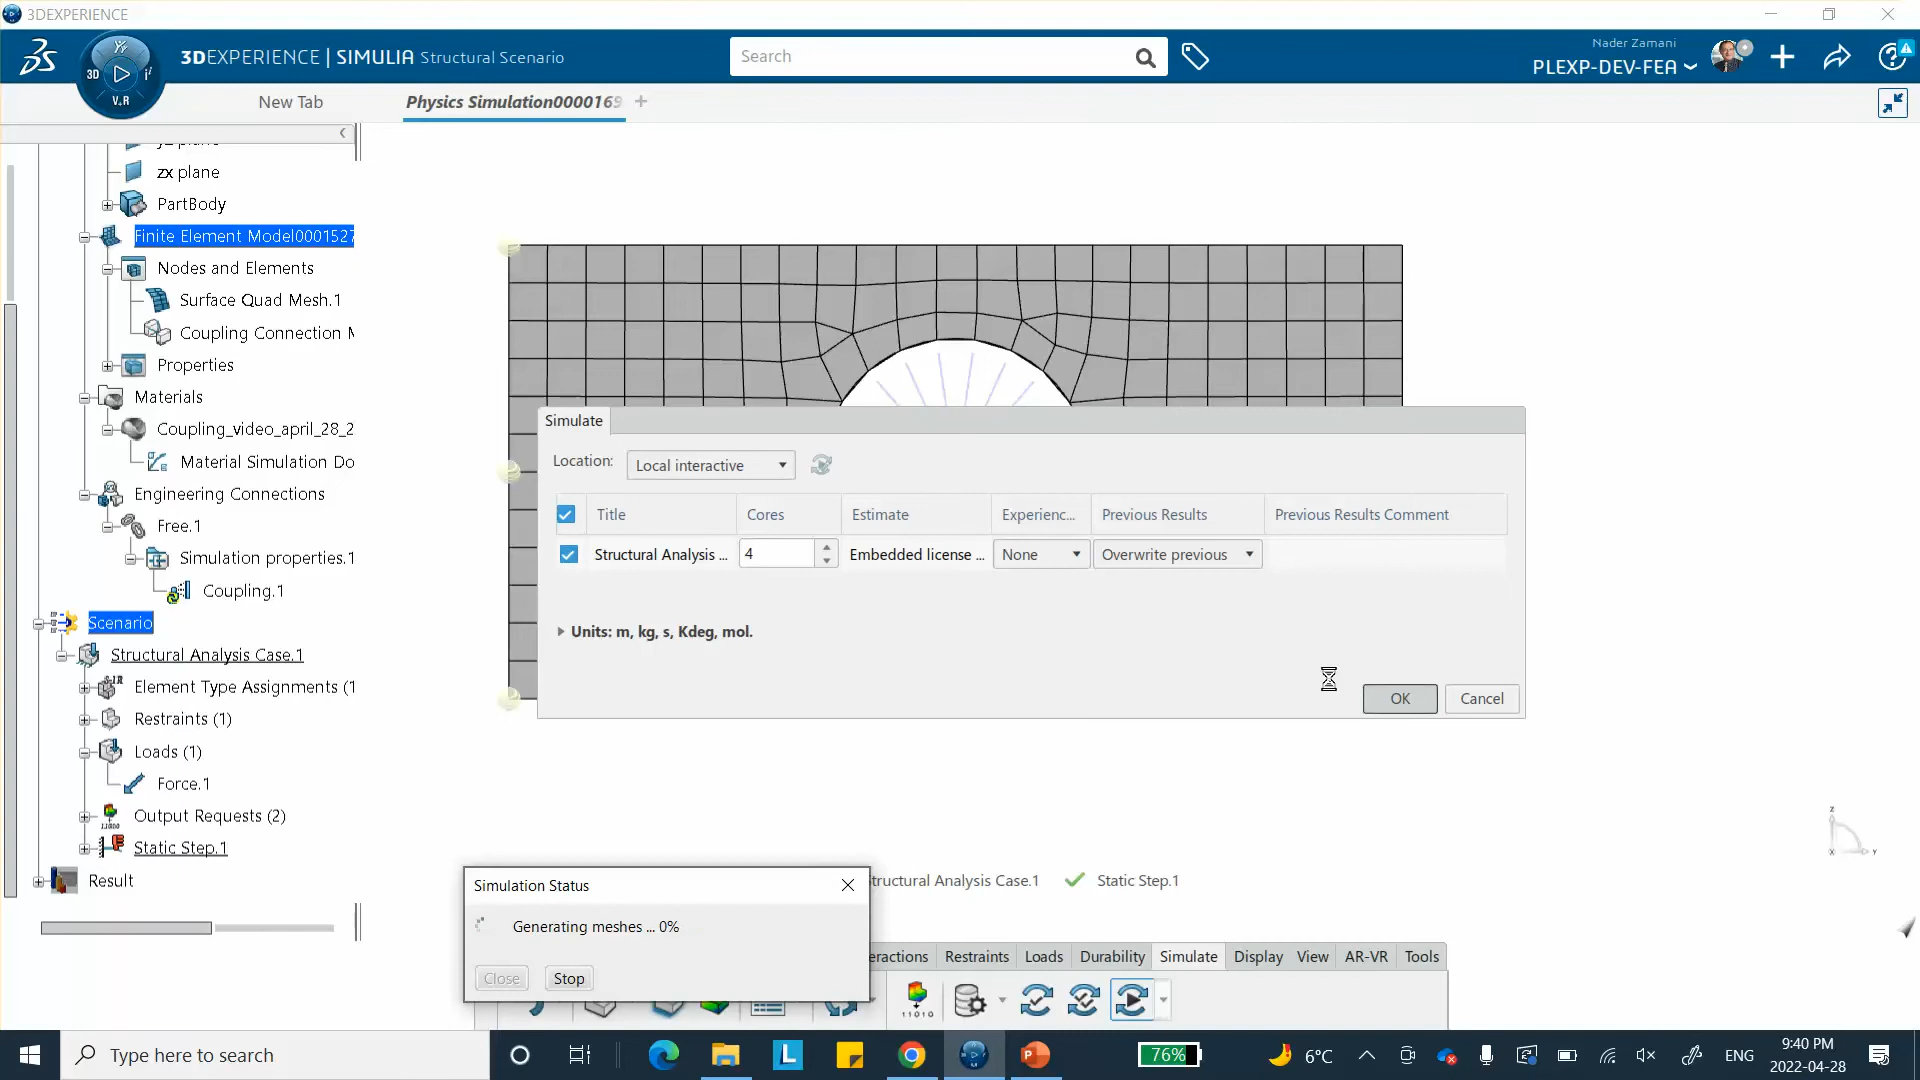 3DEXPERIENCE
3DEXPERIENCE | SIMULIA Structural Scenario
Search
Nader Zamani
PLEXP-DEV-FEA
3D
V.R
New Tab
Physics Simulation0000169
yz plane
zx plane
PartBody
Finite Element Model0001527
Nodes and Elements
Surface Quad Mesh.1
Coupling Connection M
Properties
Materials
Coupling_video_april_28_2
Material Simulation Do
Engineering Connections
Free.1
Simulation properties.1
Coupling.1
Scenario
Structural Analysis Case.1
Element Type Assignments (1
Restraints (1)
Loads (1)
Force.1
Output Requests (2)
Static Step.1
Result
Simulate
Location:
Local interactive
Title
Cores
Estimate
Experienc...
Previous Results
Previous Results Comment
Structural Analysis ...
4
Embedded license ...
None
Overwrite previous
Units: m, kg, s, Kdeg, mol.
OK
Cancel
Simulation Status
Generating meshes ... 0%
Close
Stop
tructural Analysis Case.1
Static Step.1
eractions
Restraints
Loads
Durability
Simulate
Display
View
AR-VR
Tools
11010
Type here to search
76%
6°C
ENG
9:40 PM
2022-04-28